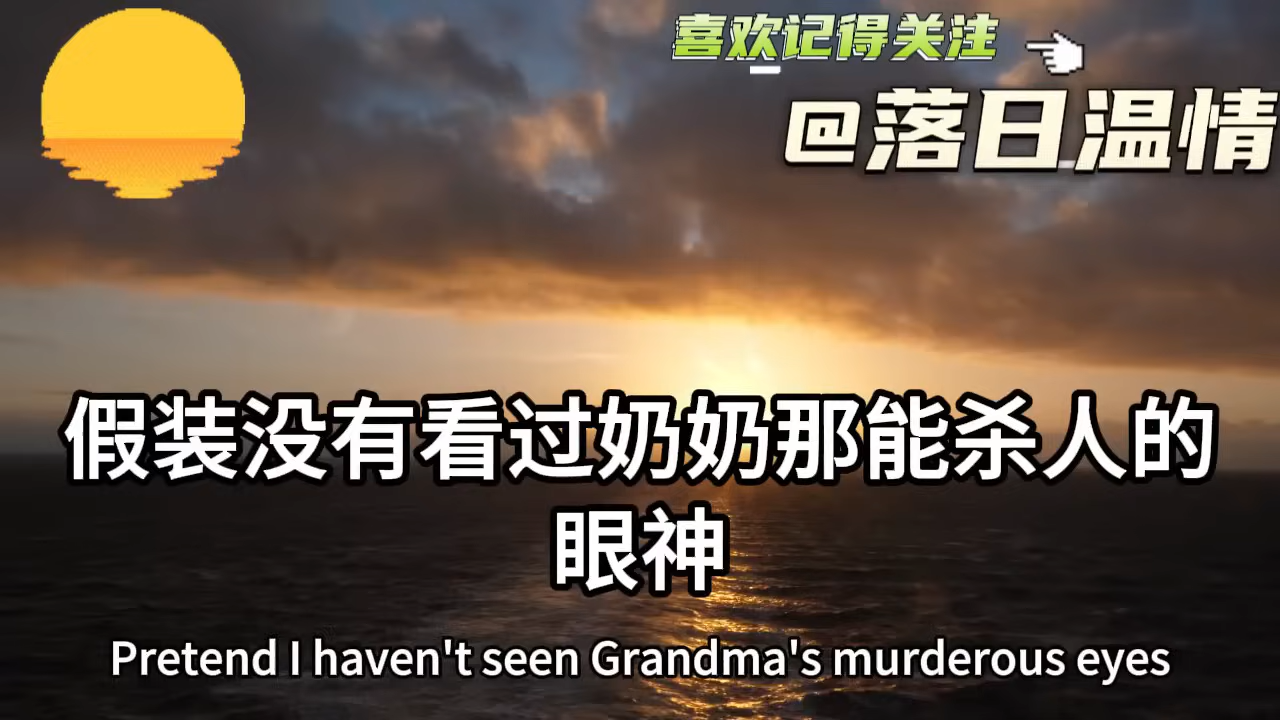 喜欢记得关注
@落日温情
假装没有看过奶奶那能杀人的
眼神
Pretend I haven't seen Grandma's murderous eyes